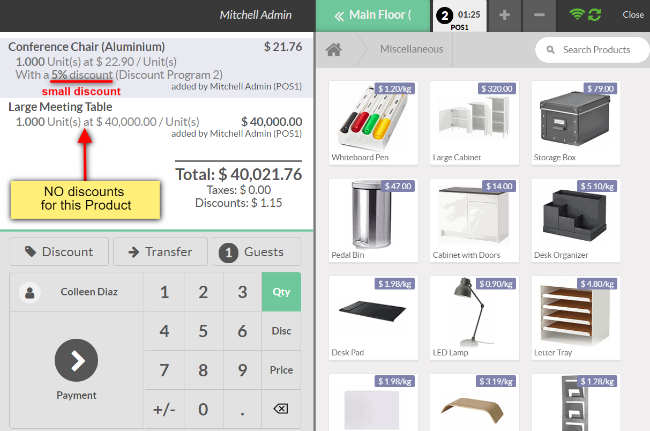 Mitchell Admin
Main Floor (
2
01:25
POS1
Close
Conference Chair (Aluminium)
$ 21.76
1.000 Unit(s) at $ 22.90 / Unit(s)
With a 5% discount (Discount Program 2)
small discount
added by Mitchell Admin (POS1)
Large Meeting Table
1.000 Unit(s) at $ 40,000.00 / Unit(s)
$ 40,000.00
added by Mitchell Admin (POS1)
Total: $ 40,021.76
Taxes: $ 0.00
Discounts: $ 1.15
NO discounts
for this Product
Discount
Transfer
1 Guests
Colleen Diaz
1 2 3 Qty
4 5 6 Disc
7 8 9 Price
+/- 0 .
Payment
Miscellaneous
Search Products
$ 1.20/kg
Whiteboard Pen
$ 320.00
Large Cabinet
$ 79.00
Storage Box
$ 47.00
Pedal Bin
$ 14.00
Cabinet with Doors
$ 5.10/kg
Desk Organizer
$ 1.98/kg
Desk Pad
$ 0.90/kg
LED Lamp
$ 4.80/kg
Letter Tray
$ 1.98/kg
$ 3.19/kg
$ 1.28/kg